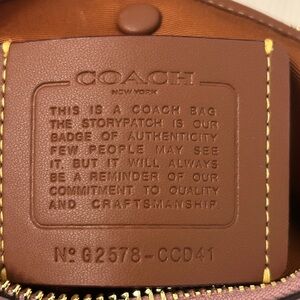 COACH
NEW YORK
THIS IS A COACH BAG.
THE STORYPATCH IS OUR
BADGE OF AUTHENTICITY
FEW PEOPLE MAY SEE
IT, BUT IT WILL ALWAYS
BE A REMINDER OF OUR
COMMITMENT TO QUALITY
AND CRAFTSMANSHIP.
Nº G2578-CCD41